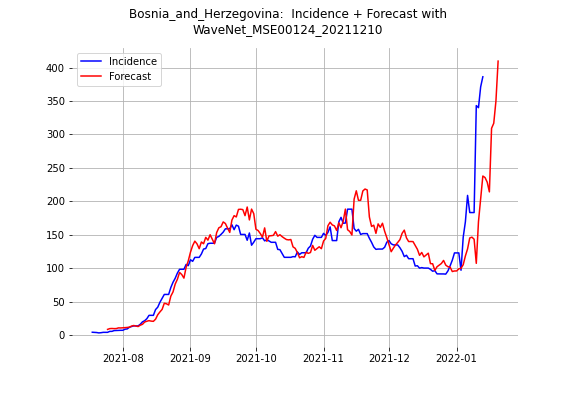 Bosnia_and_Herzegovina:  Incidence + Forecast with
WaveNet_MSE00124_20211210
Incidence
Forecast
400
350
300
250
200
150
100
50
0
2021-08 2021-09 2021-10 2021-11 2021-12 2022-01